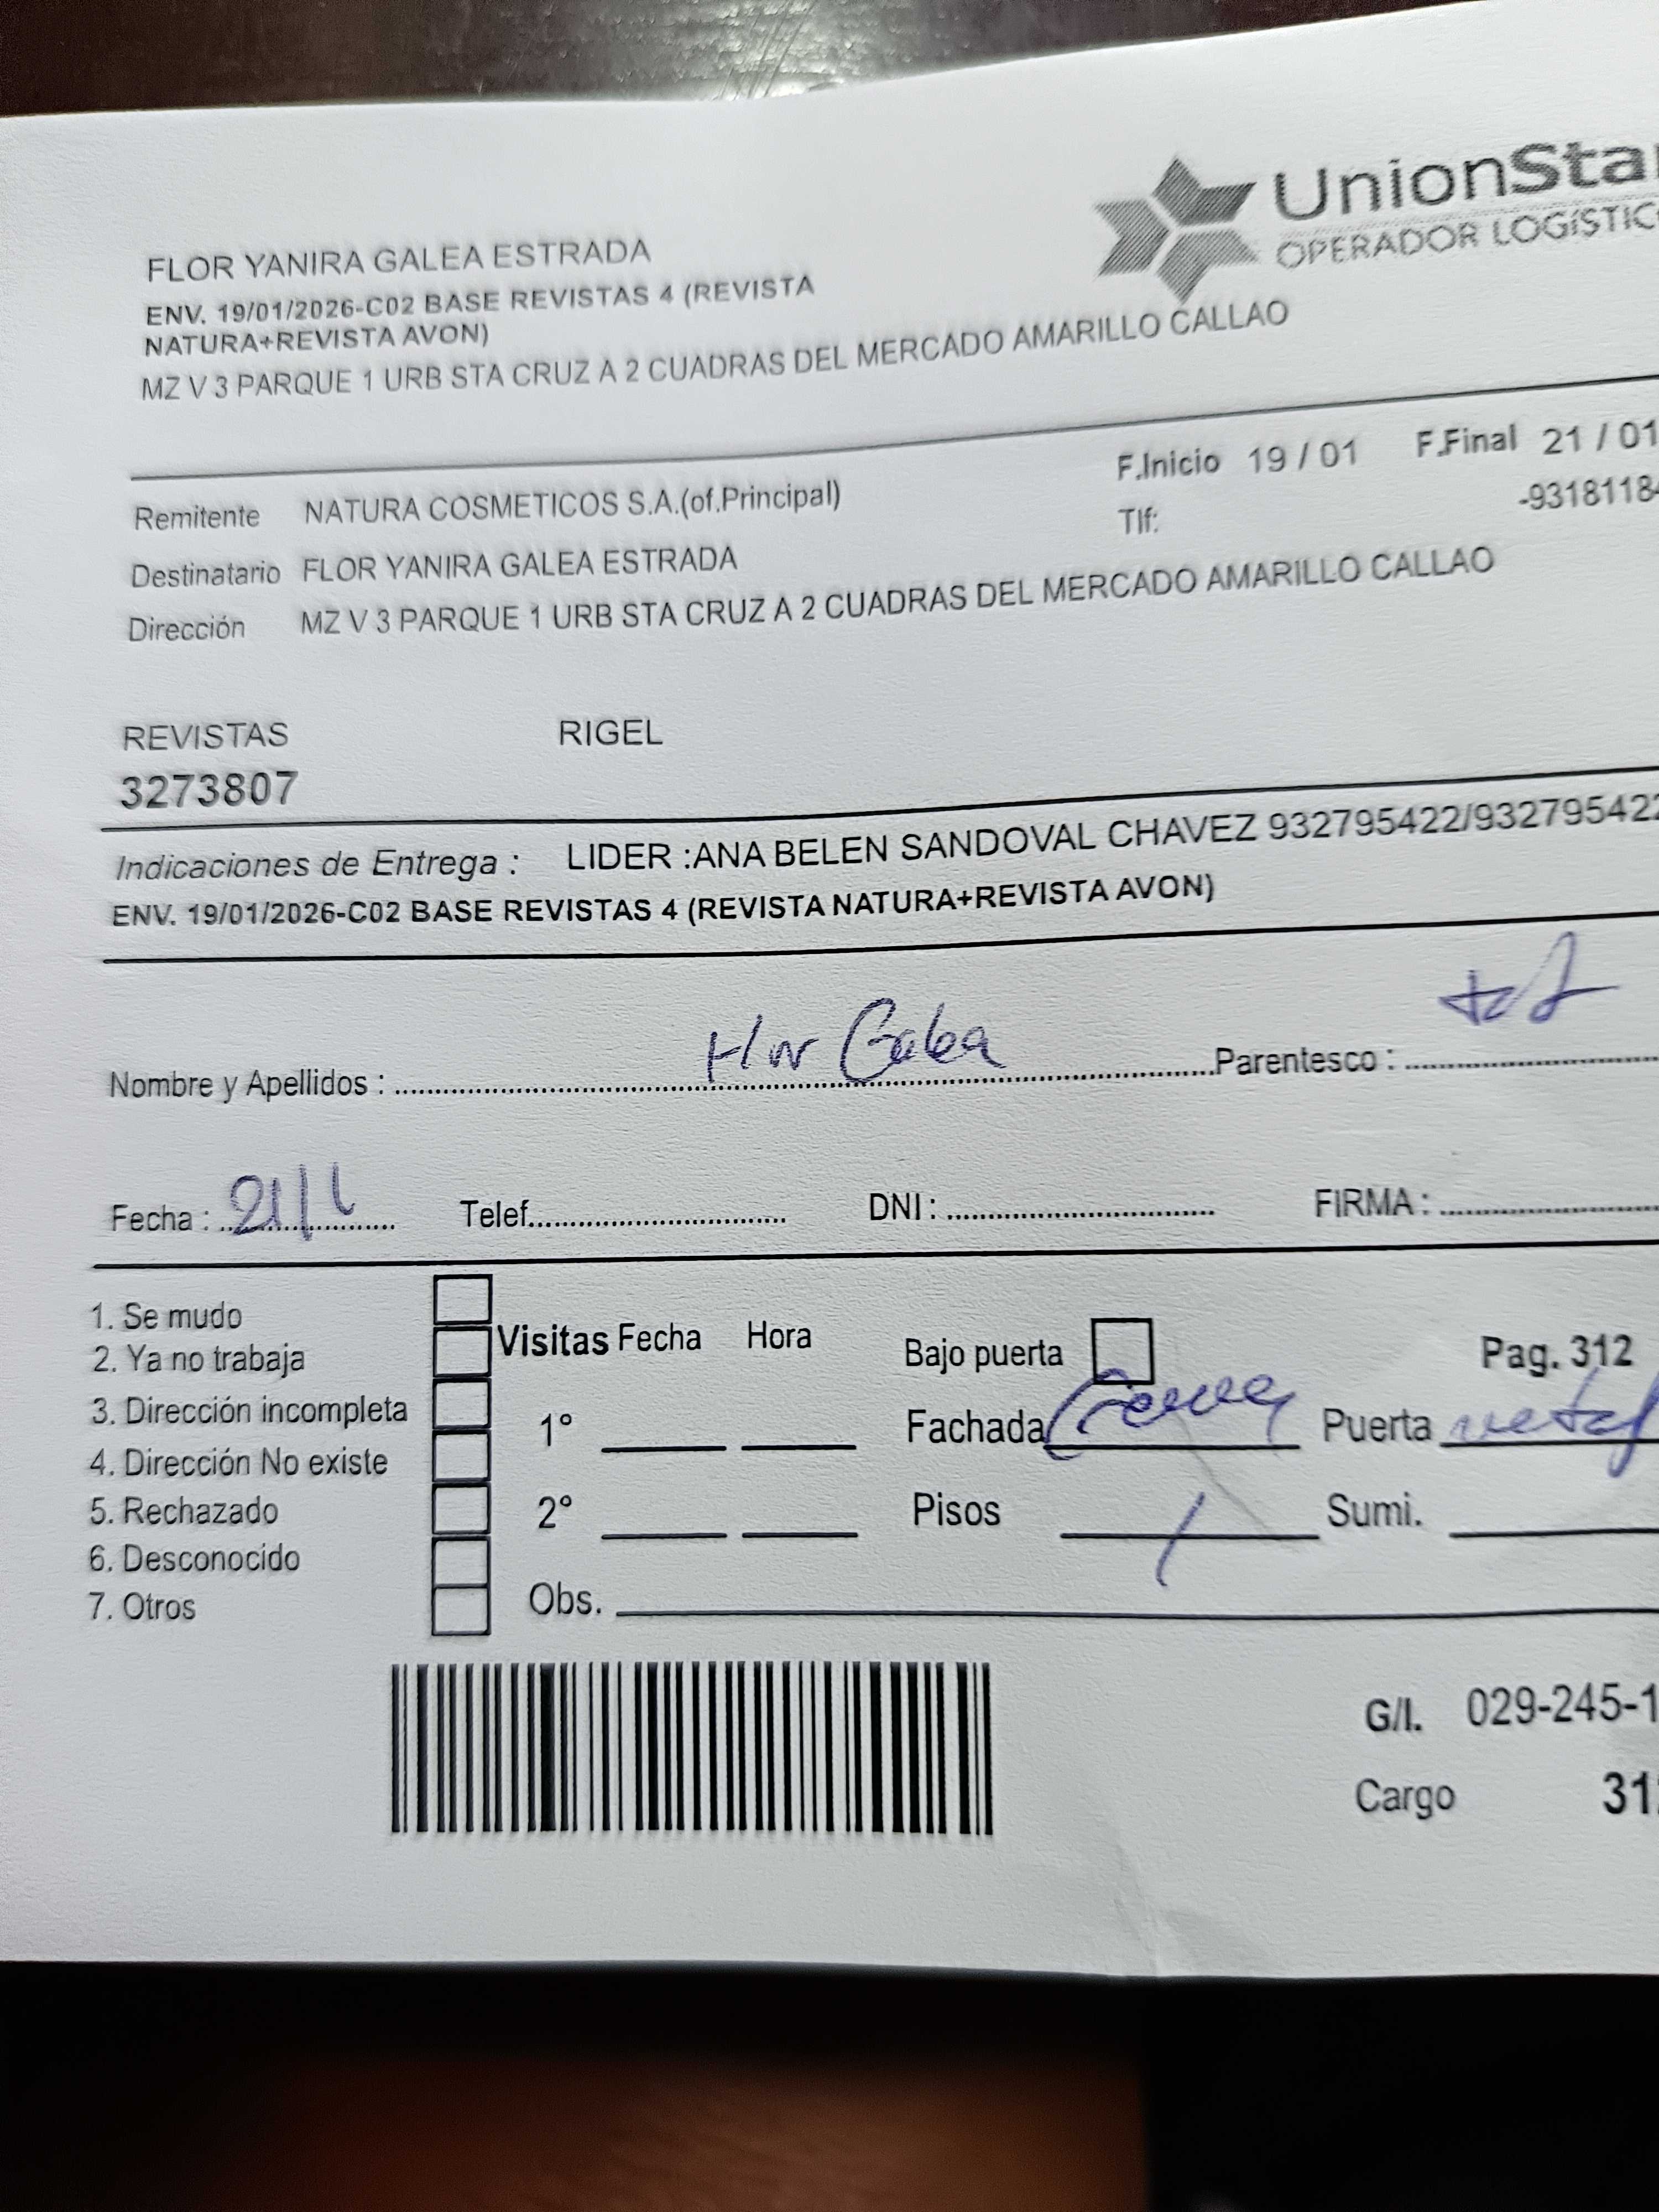 UnionSta
OPERADOR LOGÍSTIC
FLOR YANIRA GALEA ESTRADA
ENV. 19/01/2026-C02 BASE REVISTAS 4 (REVISTA
NATURA+REVISTA AVON)
MZ V 3 PARQUE 1 URB STA CRUZ A 2 CUADRAS DEL MERCADO AMARILLO CALLAO
F.Inicio 19 / 01 F.Final 21 / 01
Remitente NATURA COSMETICOS S.A.(of.Principal)
Tlf: -9318118
Destinatario FLOR YANIRA GALEA ESTRADA
Dirección MZ V 3 PARQUE 1 URB STA CRUZ A 2 CUADRAS DEL MERCADO AMARILLO CALLAO
REVISTAS RIGEL
3273807
Indicaciones de Entrega : LIDER :ANA BELEN SANDOVAL CHAVEZ 932795422/932795422
ENV. 19/01/2026-C02 BASE REVISTAS 4 (REVISTA NATURA+REVISTA AVON)
Nombre y Apellidos : Flor Galea Parentesco :
Fecha : 21/1 Telef. DNI : FIRMA :
1. Se mudo
2. Ya no trabaja
3. Dirección incompleta
4. Dirección No existe
5. Rechazado
6. Desconocido
7. Otros
Visitas Fecha Hora
1°
2°
Obs.
Bajo puerta Pag. 312
Fachada Crema Puerta metal
Pisos 1 Sumi.
G/I. 029-245-1
Cargo 31